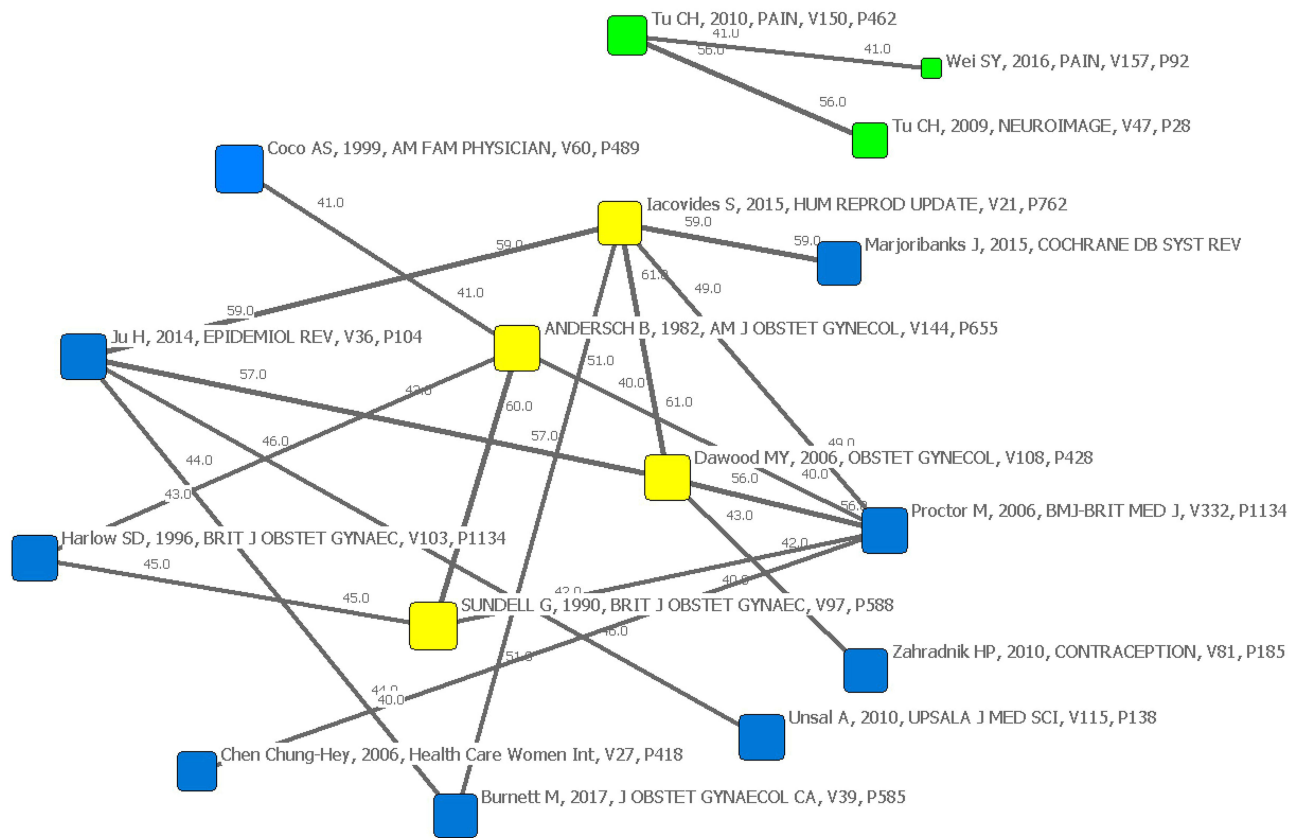 Tu CH, 2010, PAIN, V150, P462
41.0
56.0
41.0
Wei SY, 2016, PAIN, V157, P92
56.0
Tu CH, 2009, NEUROIMAGE, V47, P28
Coco AS, 1999, AM FAM PHYSICIAN, V60, P489
41.0
Iacovides S, 2015, HUM REPROD UPDATE, V21, P762
59.0
59.0
59.0
Marjoribanks J, 2015, COCHRANE DB SYST REV
61.0
49.0
41.0
59.0
ANDERSCH B, 1982, AM J OBSTET GYNECOL, V144, P655
Ju H, 2014, EPIDEMIOL REV, V36, P104
51.0
57.0
40.0
43.0
60.0
61.0
46.0
57.0
49.0
44.0
Dawood MY, 2006, OBSTET GYNECOL, V108, P428
40.0
56.0
43.0
56.0
43.0
Proctor M, 2006, BMJ-BRIT MED J, V332, P1134
Harlow SD, 1996, BRIT J OBSTET GYNAEC, V103, P1134
42.0
45.0
40.0
42.0
45.0
SUNDELL G, 1990, BRIT J OBSTET GYNAEC, V97, P588
46.0
51.0
Zahradnik HP, 2010, CONTRACEPTION, V81, P185
44.0
40.0
Unsal A, 2010, UPSALA J MED SCI, V115, P138
Chen Chung-Hey, 2006, Health Care Women Int, V27, P418
Burnett M, 2017, J OBSTET GYNAECOL CA, V39, P585